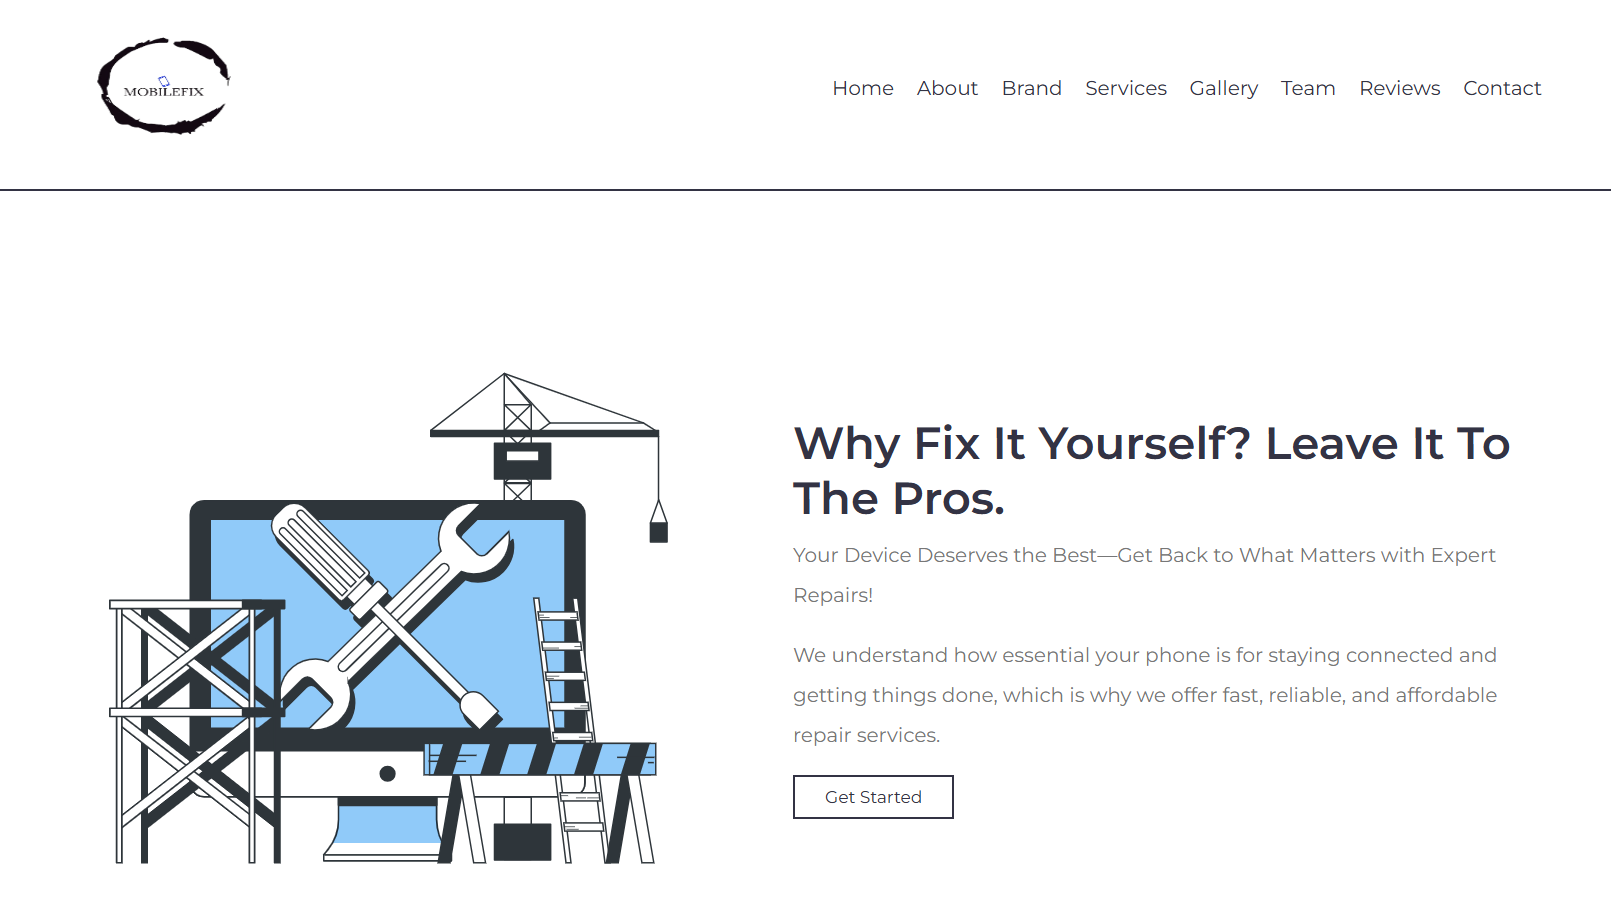 MOBILEFIX
Home About Brand Services Gallery Team Reviews Contact
Why Fix It Yourself? Leave It To
The Pros.
Your Device Deserves the Best—Get Back to What Matters with Expert
Repairs!
We understand how essential your phone is for staying connected and
getting things done, which is why we offer fast, reliable, and affordable
repair services.
Get Started